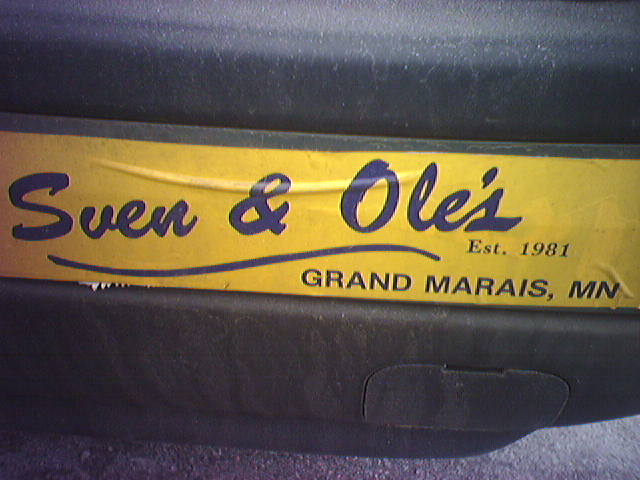 Sven & Ole's
Est. 1981
GRAND MARAIS, MN